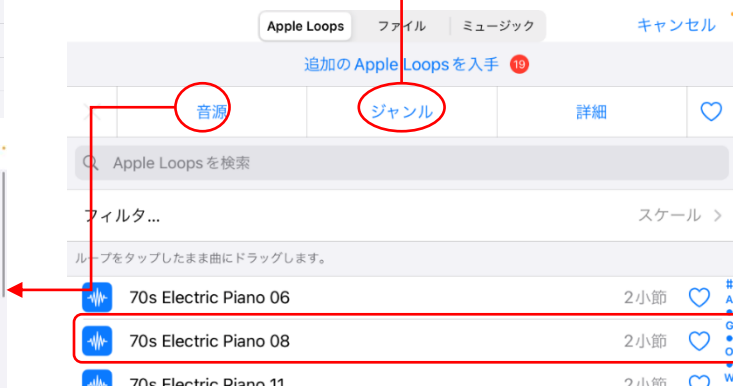 Apple Loops ファイル ミュージック キャンセル
追加のApple Loopsを入手 19
音源 ジャンル 詳細
Apple Loopsを検索
フィルタ... スケール
ループをタップしたまま曲にドラッグします。
70s Electric Piano 06 2小節
70s Electric Piano 08 2小節
70s Electric Piano 11 2小節
#
A
G
O
W